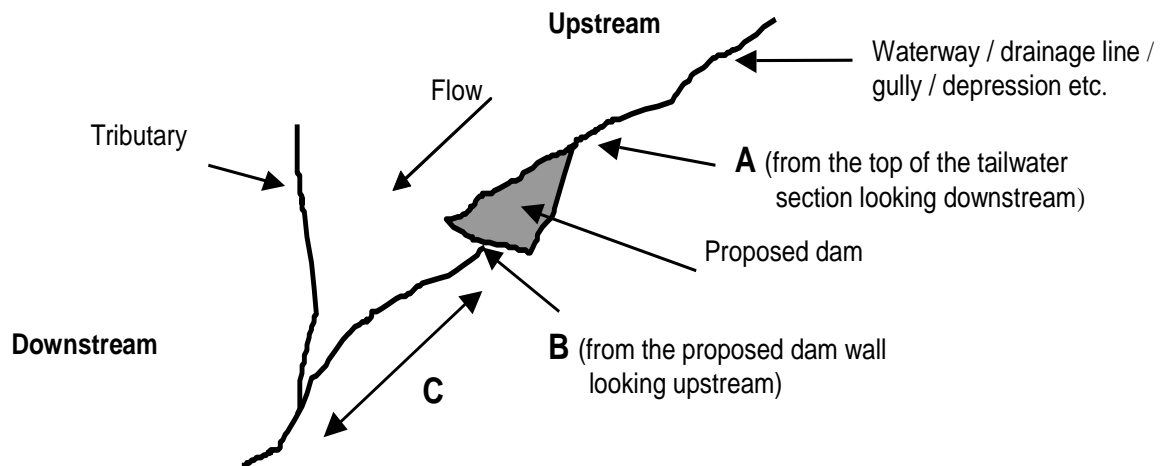 Upstream
Waterway / drainage line /
gully / depression etc.
Flow
Tributary
A (from the top of the tailwater
section looking downstream)
Proposed dam
Downstream
B (from the proposed dam wall
looking upstream)
C